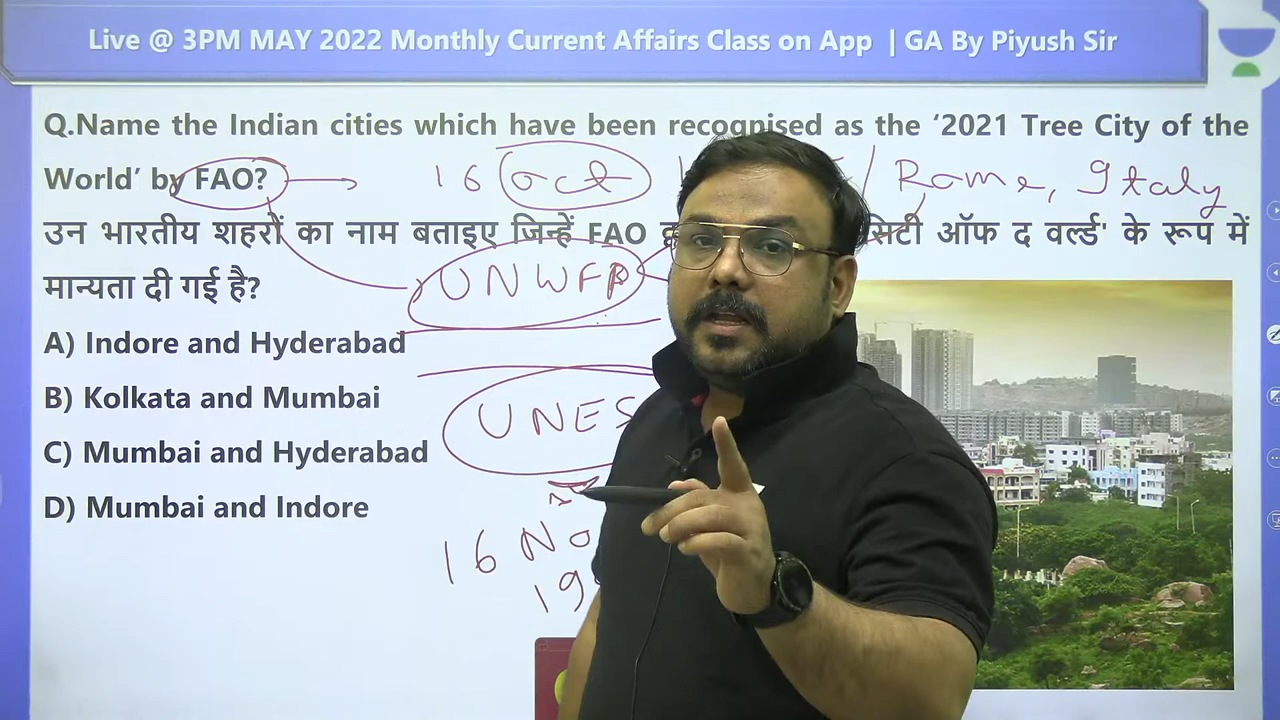 Live @ 3PM MAY 2022 Monthly Current Affairs Class on App | GA By Piyush Sir
Q.Name the Indian cities which have been recognised as the ‘2021 Tree City of the
World’ by FAO?
16 Oct / Rome, Italy
उन भारतीय शहरों का नाम बताइए जिन्हें FAO सिटी ऑफ द वर्ल्ड' के रूप में
मान्यता दी गई है?
UNWFP
A) Indore and Hyderabad
B) Kolkata and Mumbai
UNES
C) Mumbai and Hyderabad
D) Mumbai and Indore
16 No
19